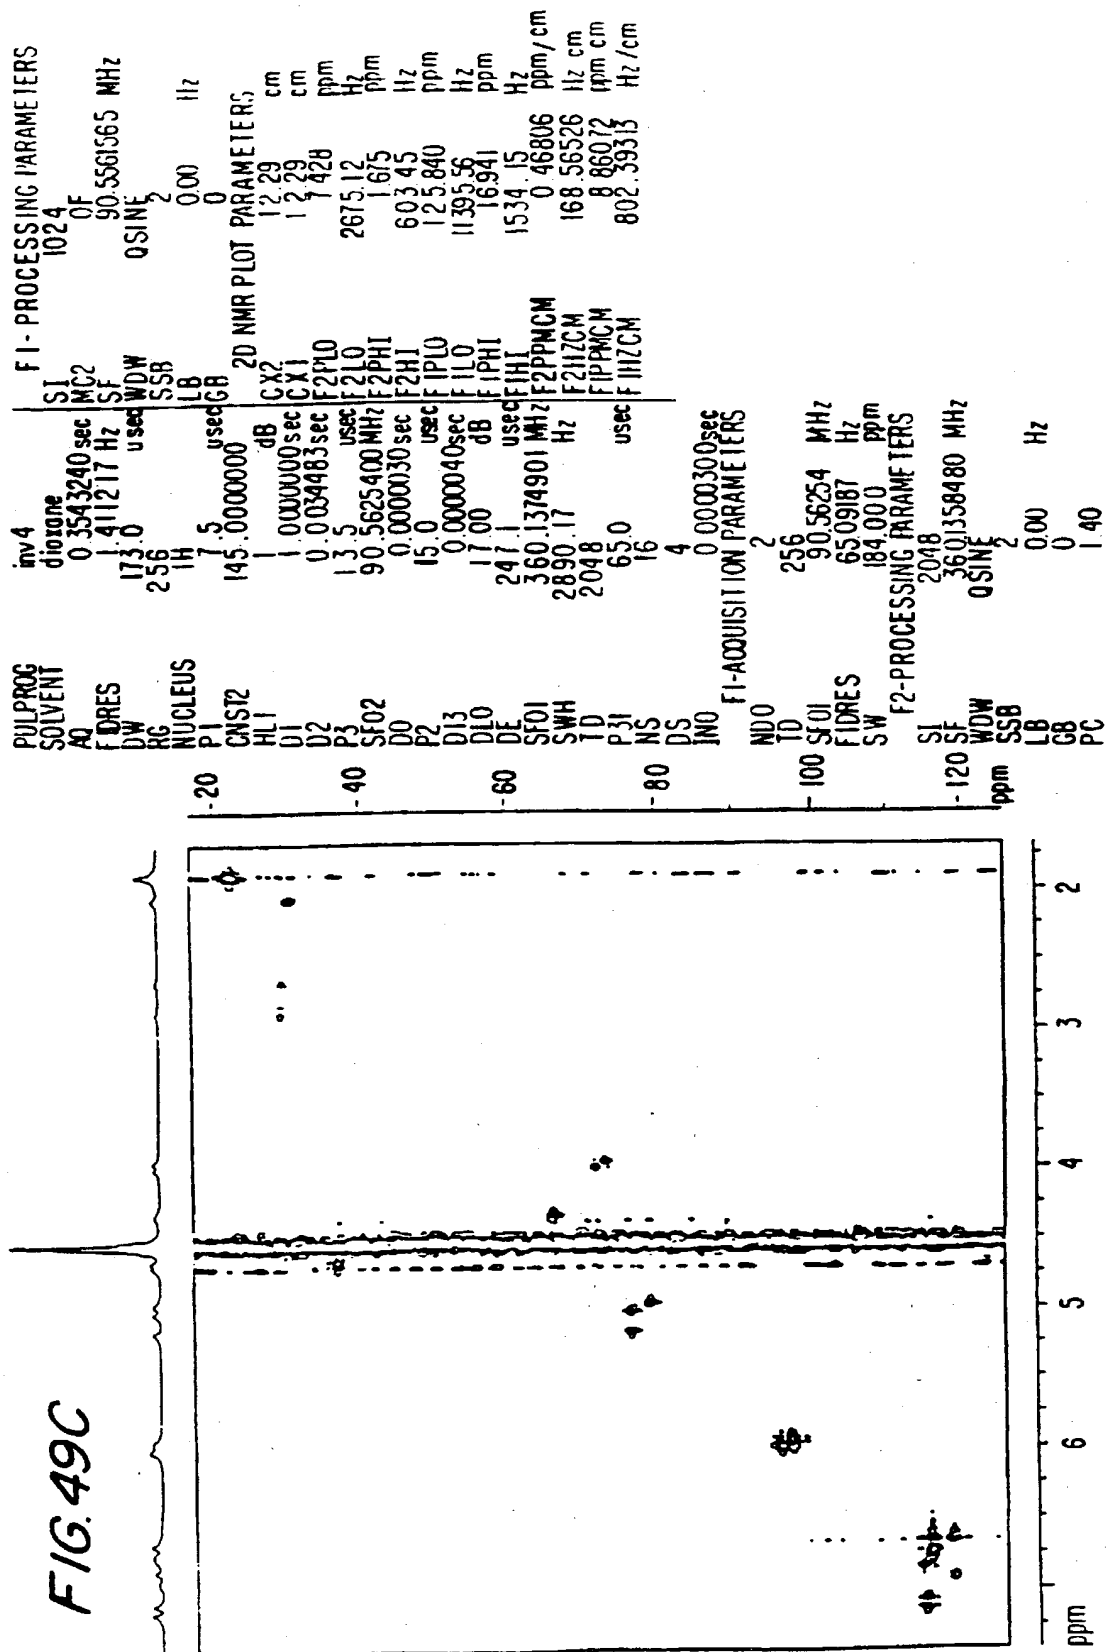 FIG. 49C
PULPROG inv4
SOLVENT dioxane
AQ 0.3543240 sec
FIDRES 1.411217 Hz
DW 173.0 usec
RG 256
NUCLEUS 1H
P1 7.5 usec
CNST2 145.0000000
HL1 1 dB
D1 1.0000000 sec
D2 0.0034483 sec
P3 13.5 usec
SFO2 90.5625400 MHz
D0 0.0000030 sec
P2 15.0 usec
D13 0.0000040 sec
DL0 17.00 dB
DE 247.1 usec
SFO1 360.1374901 MHz
SWH 2890.17 Hz
TD 2048
P31 65.0 usec
NS 16
DS 4
IN0 0.0000300 sec
F1-ACQUISITION PARAMETERS
ND0 2
TD 256
SFO1 90.56254 MHz
FIDRES 65.09187 Hz
SW 184.000 ppm
F2-PROCESSING PARAMETERS
SI 2048
SF 360.1358480 MHz
WDW QSINE
SSB 2
LB 0.00 Hz
GB 0
PC 1.40
F1-PROCESSING PARAMETERS
SI 1024
MC2 QF
SF 90.5561565 MHz
WDW QSINE
SSB 2
LB 0.00 Hz
GB 0
2D NMR PLOT PARAMETERS
CX2 12.29 cm
CX1 12.29 cm
F2PLO 7.428 ppm
F2LO 2675.12 Hz
F2PHI 1.675 ppm
F2HI 603.45 Hz
F1PLO 125.840 ppm
F1LO 11395.56 Hz
F1PHI 16.941 ppm
F1HI 1534.15 Hz
F2PPMCM 0.46806 ppm/cm
F2HZCM 168.56526 Hz cm
F1PPMCM 8.86072 ppm cm
F1HZCM 802.39313 Hz/cm
20
40
60
80
100
120
ppm
ppm 6 5 4 3 2